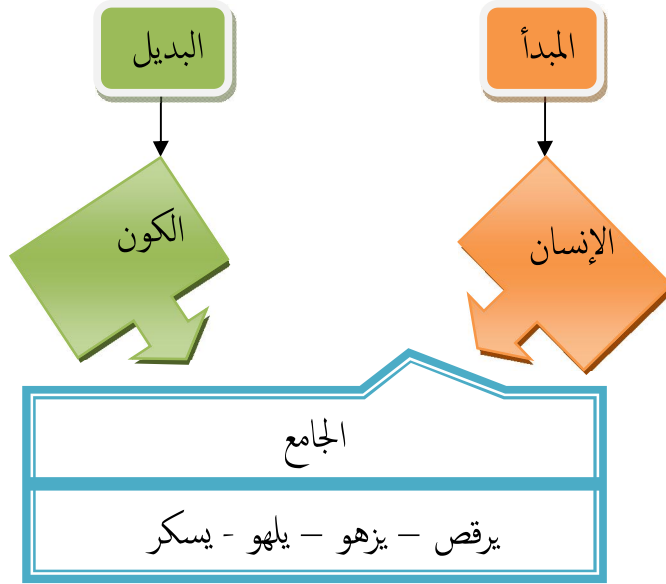 المبدأ
البديل
الإنسان
الكون
الجامع
يرقص – يزهو – يلهو - يسكر